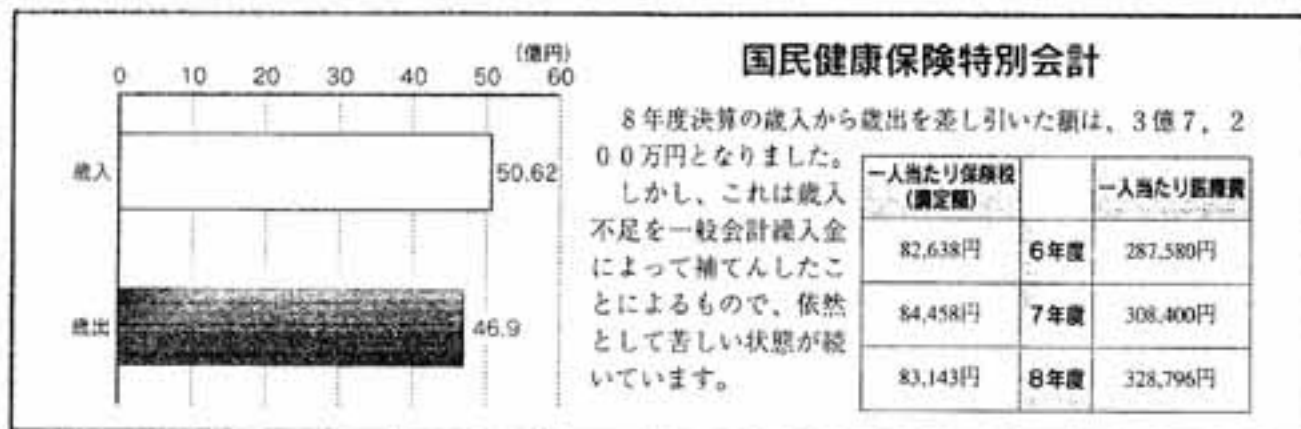 (億円)
0 10 20 30 40 50 60
歳入
50.62
歳出
46.9
国民健康保険特別会計
8年度決算の歳入から歳出を差し引いた額は、3億7,2
00万円となりました。
しかし、これは歳入
不足を一般会計繰入金
によって補てんしたこ
とによるもので、依然
として苦しい状態が続
いています。
一人当たり保険税 一人当たり医療費
(調定額)
82,638円 6年度 287,580円
84,458円 7年度 308,400円
83,143円 8年度 328,796円